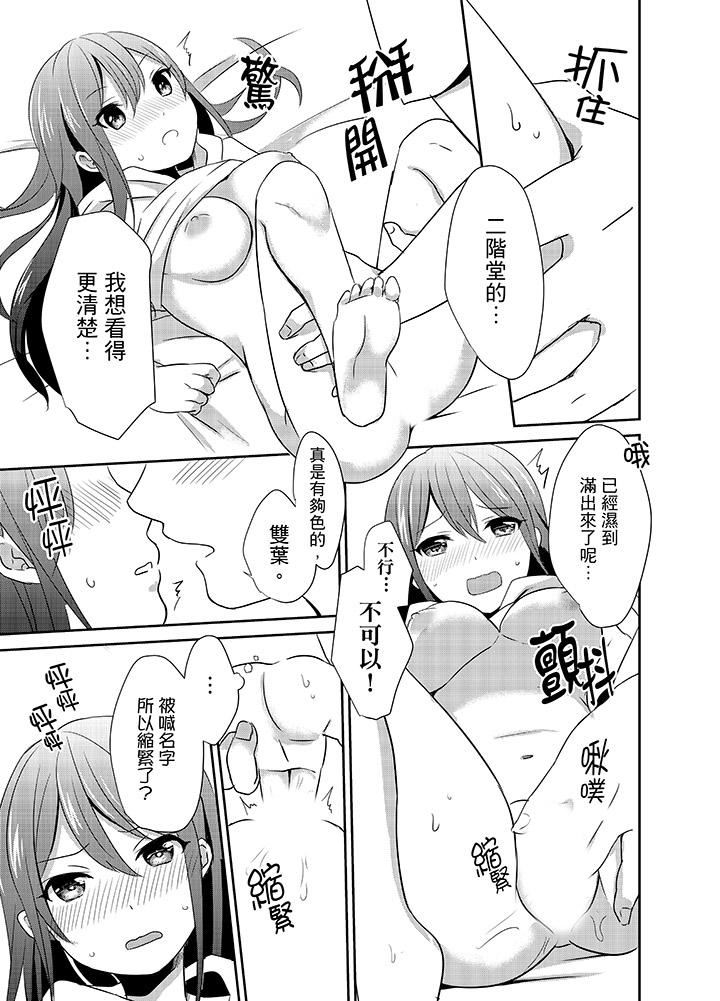 抓住
掰開
驚
二階堂的…
我想看得
更清楚…
哦
已經濕到
滿出來了呢…
不行…
不可以！
顫抖
啾噗
縮緊
真是有夠色的，
雙葉。
怦怦
怦怦
…
縮緊
被喊名字
所以縮緊了？
怦怦
怦怦